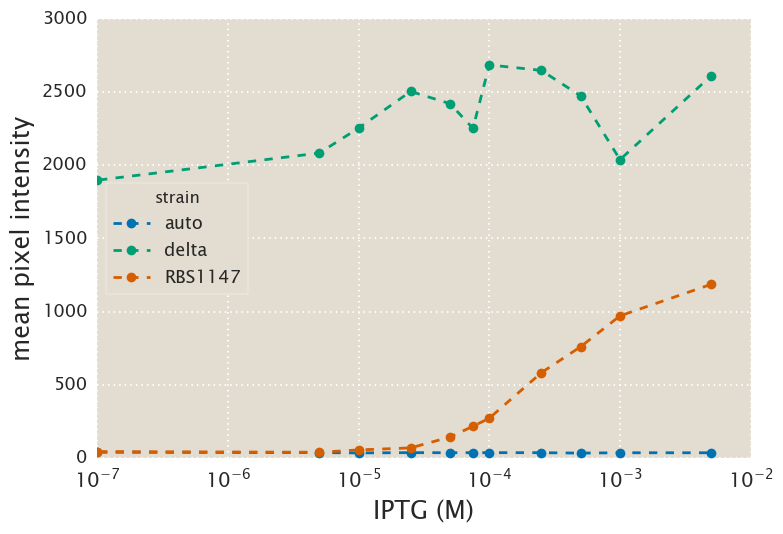 3000
2500
2000
1500
1000
500
0
mean pixel intensity
strain
auto
delta
RBS1147
10⁻⁷ 10⁻⁶ 10⁻⁵ 10⁻⁴ 10⁻³ 10⁻²
IPTG (M)